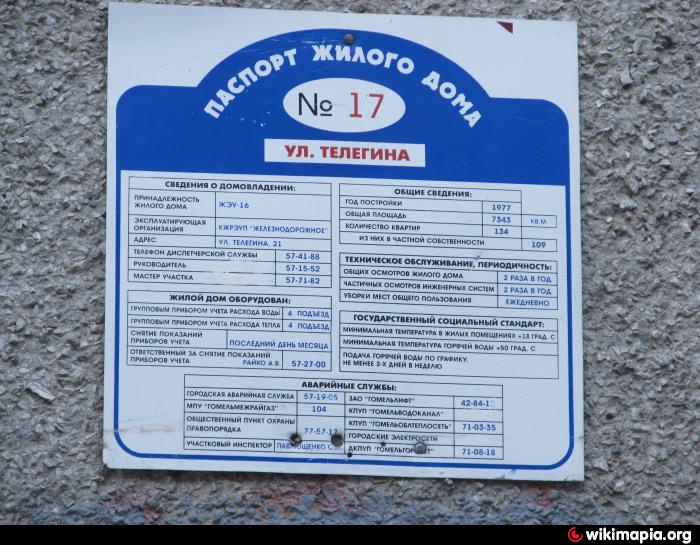 7343
ПАСПОРТ ЖИЛОГО ДОМА
№ 17
УЛ. ТЕЛЕГИНА
СВЕДЕНИЯ О ДОМОВЛАДЕНИИ:
ПРИНАДЛЕЖНОСТЬ
ЖИЛОГО ДОМА
ЖЭУ-16
ЭКСПЛУАТИРУЮЩАЯ
ОРГАНИЗАЦИЯ
КЖРЭУП "ЖЕЛЕЗНОДОРОЖНОЕ"
АДРЕС УЛ. ТЕЛЕГИНА, 21
ТЕЛЕФОН ДИСПЕТЧЕРСКОЙ СЛУЖБЫ 57-41-88
РУКОВОДИТЕЛЬ 57-15-52
МАСТЕР УЧАСТКА 57-71-82
ЖИЛОЙ ДОМ ОБОРУДОВАН:
ГРУППОВЫМ ПРИБОРОМ УЧЕТА РАСХОДА ВОДЫ 4 ПОДЪЕЗД
ГРУППОВЫМ ПРИБОРОМ УЧЕТА РАСХОДА ТЕПЛА 4 ПОДЪЕЗД
СНЯТИЕ ПОКАЗАНИЙ
ПРИБОРОВ УЧЕТА
ПОСЛЕДНИЙ ДЕНЬ МЕСЯЦА
ОТВЕТСТВЕННЫЙ ЗА СНЯТИЕ ПОКАЗАНИЙ
ПРИБОРОВ УЧЕТА РАЙКО А.В. 57-27-00
ОБЩИЕ СВЕДЕНИЯ:
ГОД ПОСТРОЙКИ 1977
ОБЩАЯ ПЛОЩАДЬ 7343 КВ.М
КОЛИЧЕСТВО КВАРТИР 134
ИЗ НИХ В ЧАСТНОЙ СОБСТВЕННОСТИ 109
ТЕХНИЧЕСКОЕ ОБСЛУЖИВАНИЕ, ПЕРИОДИЧНОСТЬ:
ОБЩИХ ОСМОТРОВ ЖИЛОГО ДОМА 2 РАЗА В ГОД
ЧАСТИЧНЫХ ОСМОТРОВ ИНЖЕНЕРНЫХ СИСТЕМ 2 РАЗА В ГОД
УБОРКИ МЕСТ ОБЩЕГО ПОЛЬЗОВАНИЯ ЕЖЕДНЕВНО
ГОСУДАРСТВЕННЫЙ СОЦИАЛЬНЫЙ СТАНДАРТ:
МИНИМАЛЬНАЯ ТЕМПЕРАТУРА В ЖИЛЫХ ПОМЕЩЕНИЯХ +18 ГРАД. С
МИНИМАЛЬНАЯ ТЕМПЕРАТУРА ГОРЯЧЕЙ ВОДЫ +50 ГРАД. С
ПОДАЧА ГОРЯЧЕЙ ВОДЫ ПО ГРАФИКУ.
НЕ МЕНЕЕ 2-Х ДНЕЙ В НЕДЕЛЮ
АВАРИЙНЫЕ СЛУЖБЫ:
ГОРОДСКАЯ АВАРИЙНАЯ СЛУЖБА 57-19-05
МПУ "ГОМЕЛЬМЕЖРАЙГАЗ" 104
ОБЩЕСТВЕННЫЙ ПУНКТ ОХРАНЫ
ПРАВОПОРЯДКА
УЧАСТКОВЫЙ ИНСПЕКТОР
ЗАО "ГОМЕЛЬЛИФТ"
КПУП "ГОМЕЛЬВОДКАНАЛ"
КПУП "ГОМЕЛЬОБЛТЕПЛОСЕТЬ" 71-03-35
ГОРОДСКИЕ ЭЛЕКТРОСЕТИ
ДКПУП 71-08-18
wikimapia.org